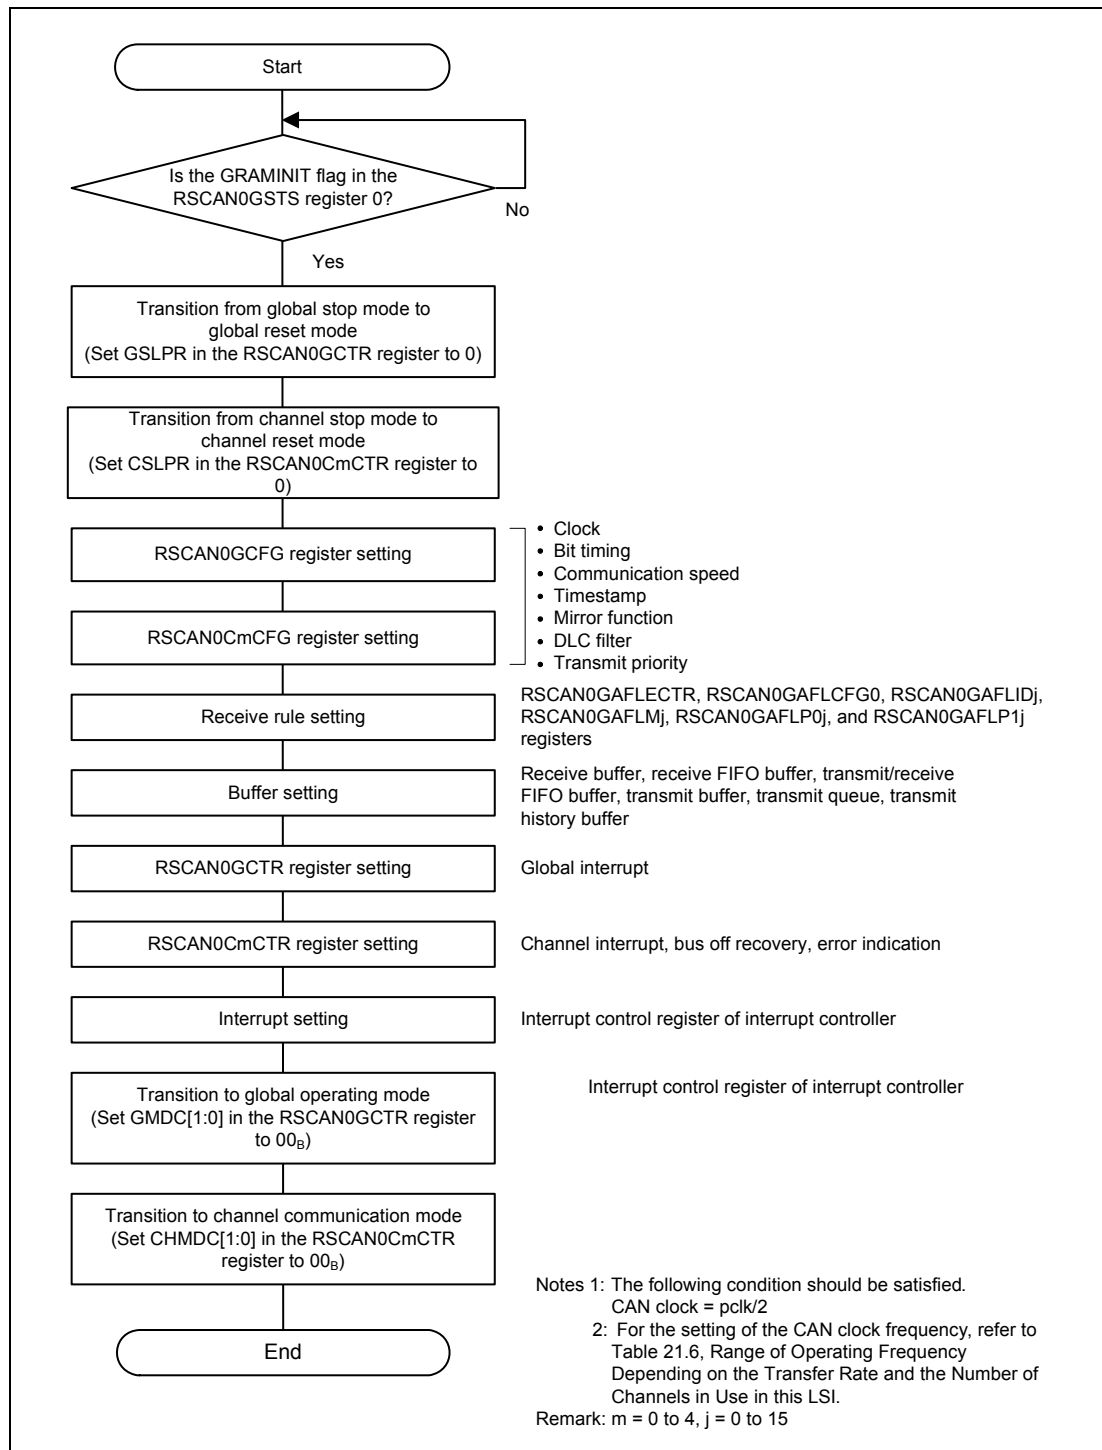 Start
Is the GRAMINIT flag in the
RSCAN0GSTS register 0?
No
Yes
Transition from global stop mode to
global reset mode
(Set GSLPR in the RSCAN0GCTR register to 0)
Transition from channel stop mode to
channel reset mode
(Set CSLPR in the RSCAN0CmCTR register to
0)
RSCAN0GCFG register setting
RSCAN0CmCFG register setting
• Clock
• Bit timing
• Communication speed
• Timestamp
• Mirror function
• DLC filter
• Transmit priority
Receive rule setting
RSCAN0GAFLECTR, RSCAN0GAFLCFG0, RSCAN0GAFLIDj,
RSCAN0GAFLMj, RSCAN0GAFLP0j, and RSCAN0GAFLP1j
registers
Buffer setting
Receive buffer, receive FIFO buffer, transmit/receive
FIFO buffer, transmit buffer, transmit queue, transmit
history buffer
RSCAN0GCTR register setting
Global interrupt
RSCAN0CmCTR register setting
Channel interrupt, bus off recovery, error indication
Interrupt setting
Interrupt control register of interrupt controller
Transition to global operating mode
(Set GMDC[1:0] in the RSCAN0GCTR register
to 00B)
Interrupt control register of interrupt controller
Transition to channel communication mode
(Set CHMDC[1:0] in the RSCAN0CmCTR
register to 00B)
End
Notes 1: The following condition should be satisfied.
CAN clock = pclk/2
2: For the setting of the CAN clock frequency, refer to
Table 21.6, Range of Operating Frequency
Depending on the Transfer Rate and the Number of
Channels in Use in this LSI.
Remark: m = 0 to 4, j = 0 to 15